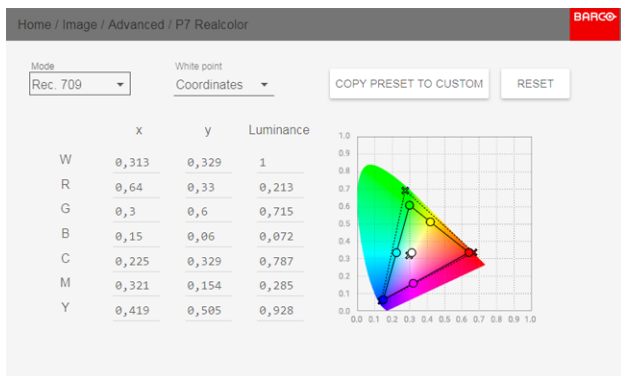 Home / Image / Advanced / P7 Realcolor
BARCO
Mode
White point
Rec. 709
Coordinates
COPY PRESET TO CUSTOM
RESET
x y Luminance
W 0,313 0,329 1
R 0,64 0,33 0,213
G 0,3 0,6 0,715
B 0,15 0,06 0,072
C 0,225 0,329 0,787
M 0,321 0,154 0,285
Y 0,419 0,505 0,928
1.0
0.9
0.8
0.7
0.6
0.5
0.4
0.3
0.2
0.1
0.0
0.0 0.1 0.2 0.3 0.4 0.5 0.6 0.7 0.8 0.9 1.0